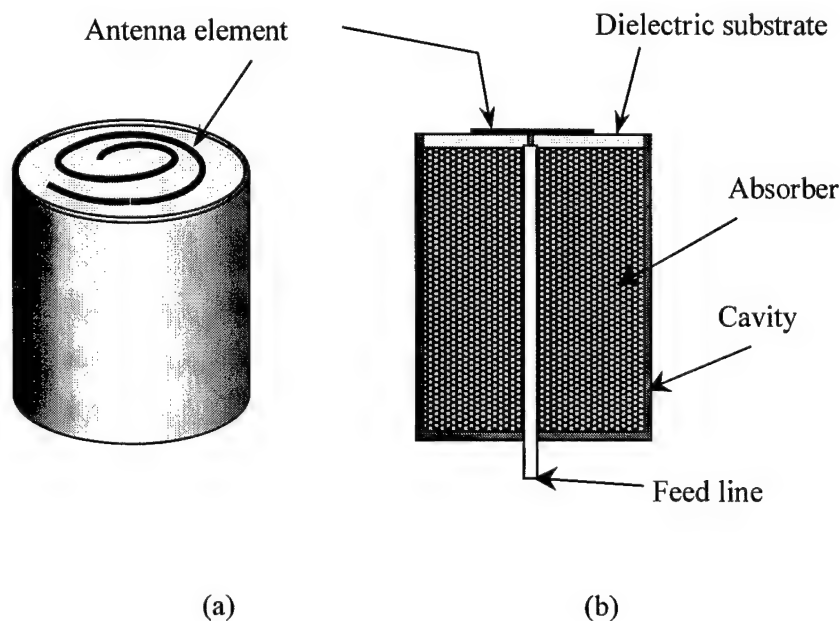 Antenna element
Dielectric substrate
Absorber
Cavity
Feed line
(a)
(b)